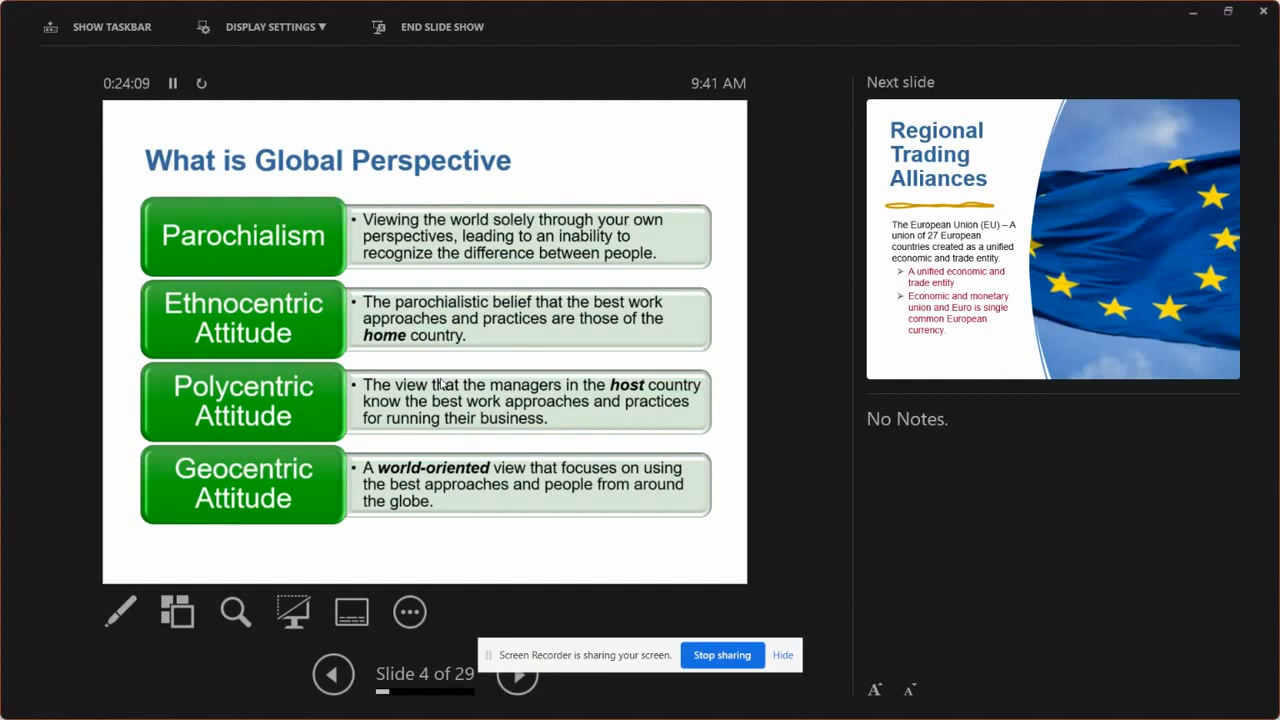 SHOW TASKBAR
DISPLAY SETTINGS ▼
END SLIDE SHOW
0:24:09
9:41 AM
What is Global Perspective
Parochialism
• Viewing the world solely through your own
perspectives, leading to an inability to
recognize the difference between people.
Ethnocentric
Attitude
• The parochialistic belief that the best work
approaches and practices are those of the
home country.
Polycentric
Attitude
• The view that the managers in the host country
know the best work approaches and practices
for running their business.
Geocentric
Attitude
• A world-oriented view that focuses on using
the best approaches and people from around
the globe.
Slide 4 of 29
Screen Recorder is sharing your screen.
Stop sharing
Hide
Next slide
Regional
Trading
Alliances
The European Union (EU) – A
union of 27 European
countries created as a unified
economic and trade entity.
➢ A unified economic and
trade entity
➢ Economic and monetary
union and Euro is single
common European
currency.
No Notes.
A A